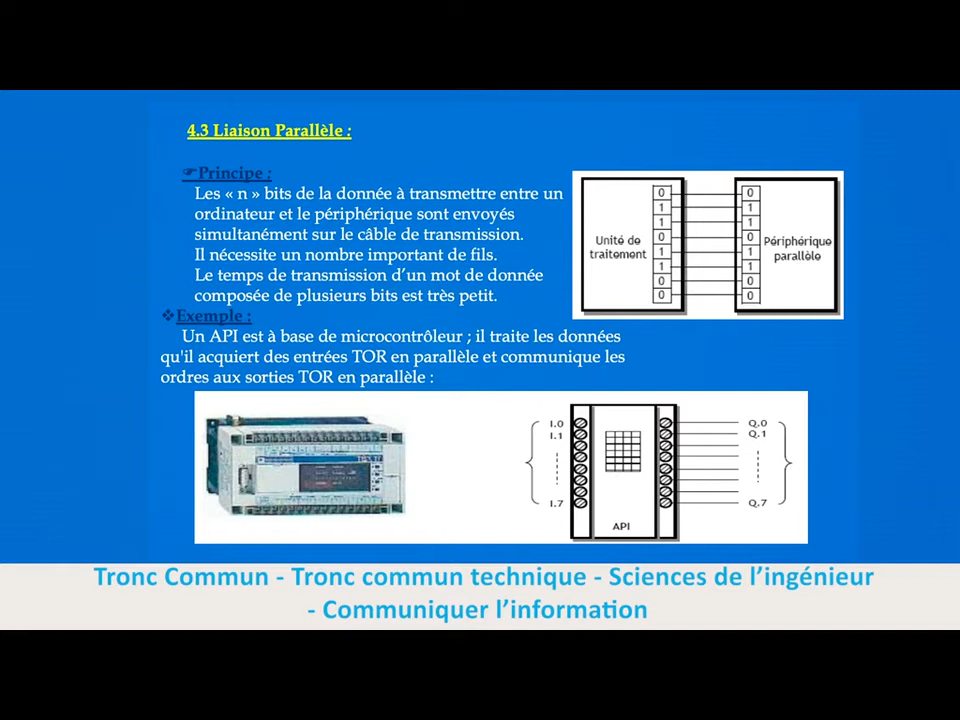 4.3 Liaison Parallèle :
☞Principe :
Les « n » bits de la donnée à transmettre entre un
ordinateur et le périphérique sont envoyés
simultanément sur le câble de transmission.
Il nécessite un nombre important de fils.
Le temps de transmission d’un mot de donnée
composée de plusieurs bits est très petit.
0 0
1 1
1 1
0 0
1 1
1 1
0 0
0 0
Unité de
traitement
Périphérique
parallèle
❖Exemple :
Un API est à base de microcontrôleur ; il traite les données
qu'il acquiert des entrées TOR en parallèle et communique les
ordres aux sorties TOR en parallèle :
I.0
I.1
I.7
API
Q.0
Q.1
Q.7
Tronc Commun - Tronc commun technique - Sciences de l’ingénieur
- Communiquer l’information